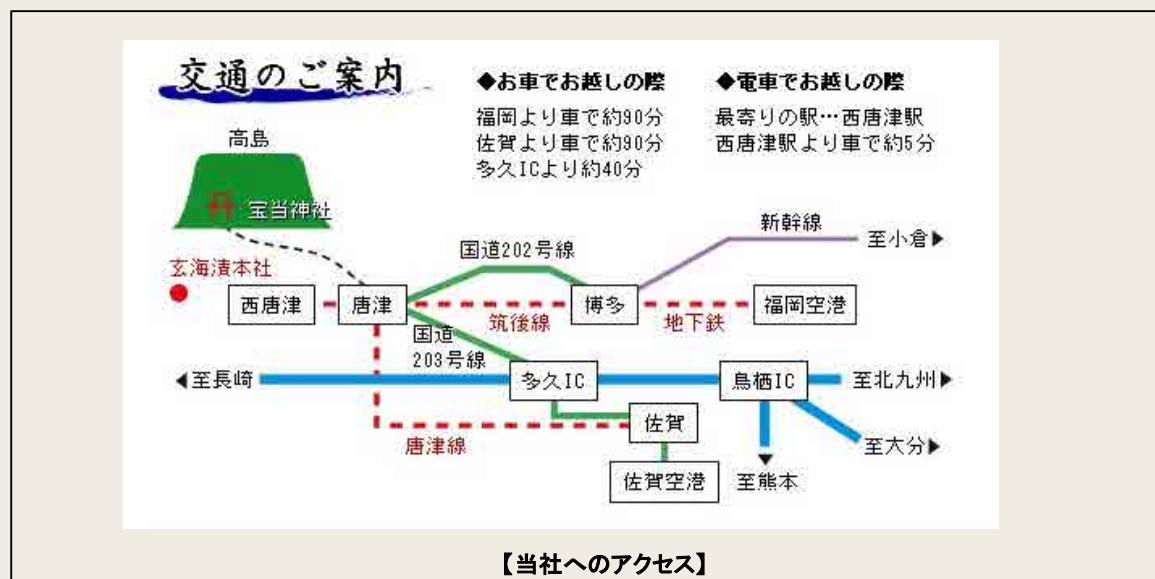 交通のご案内
◆お車でお越しの際
福岡より車で約90分
佐賀より車で約90分
多久ICより約40分
◆電車でお越しの際
最寄りの駅…西唐津駅
西唐津駅より車で約5分
高島
宝当神社
新幹線
至小倉▶
国道202号線
玄海漬本社
西唐津
唐津
博多
福岡空港
筑後線
地下鉄
国道
203号線
◀至長崎
多久IC
鳥栖IC
至北九州▶
佐賀
唐津線
至大分▶
佐賀空港
至熊本
【当社へのアクセス】